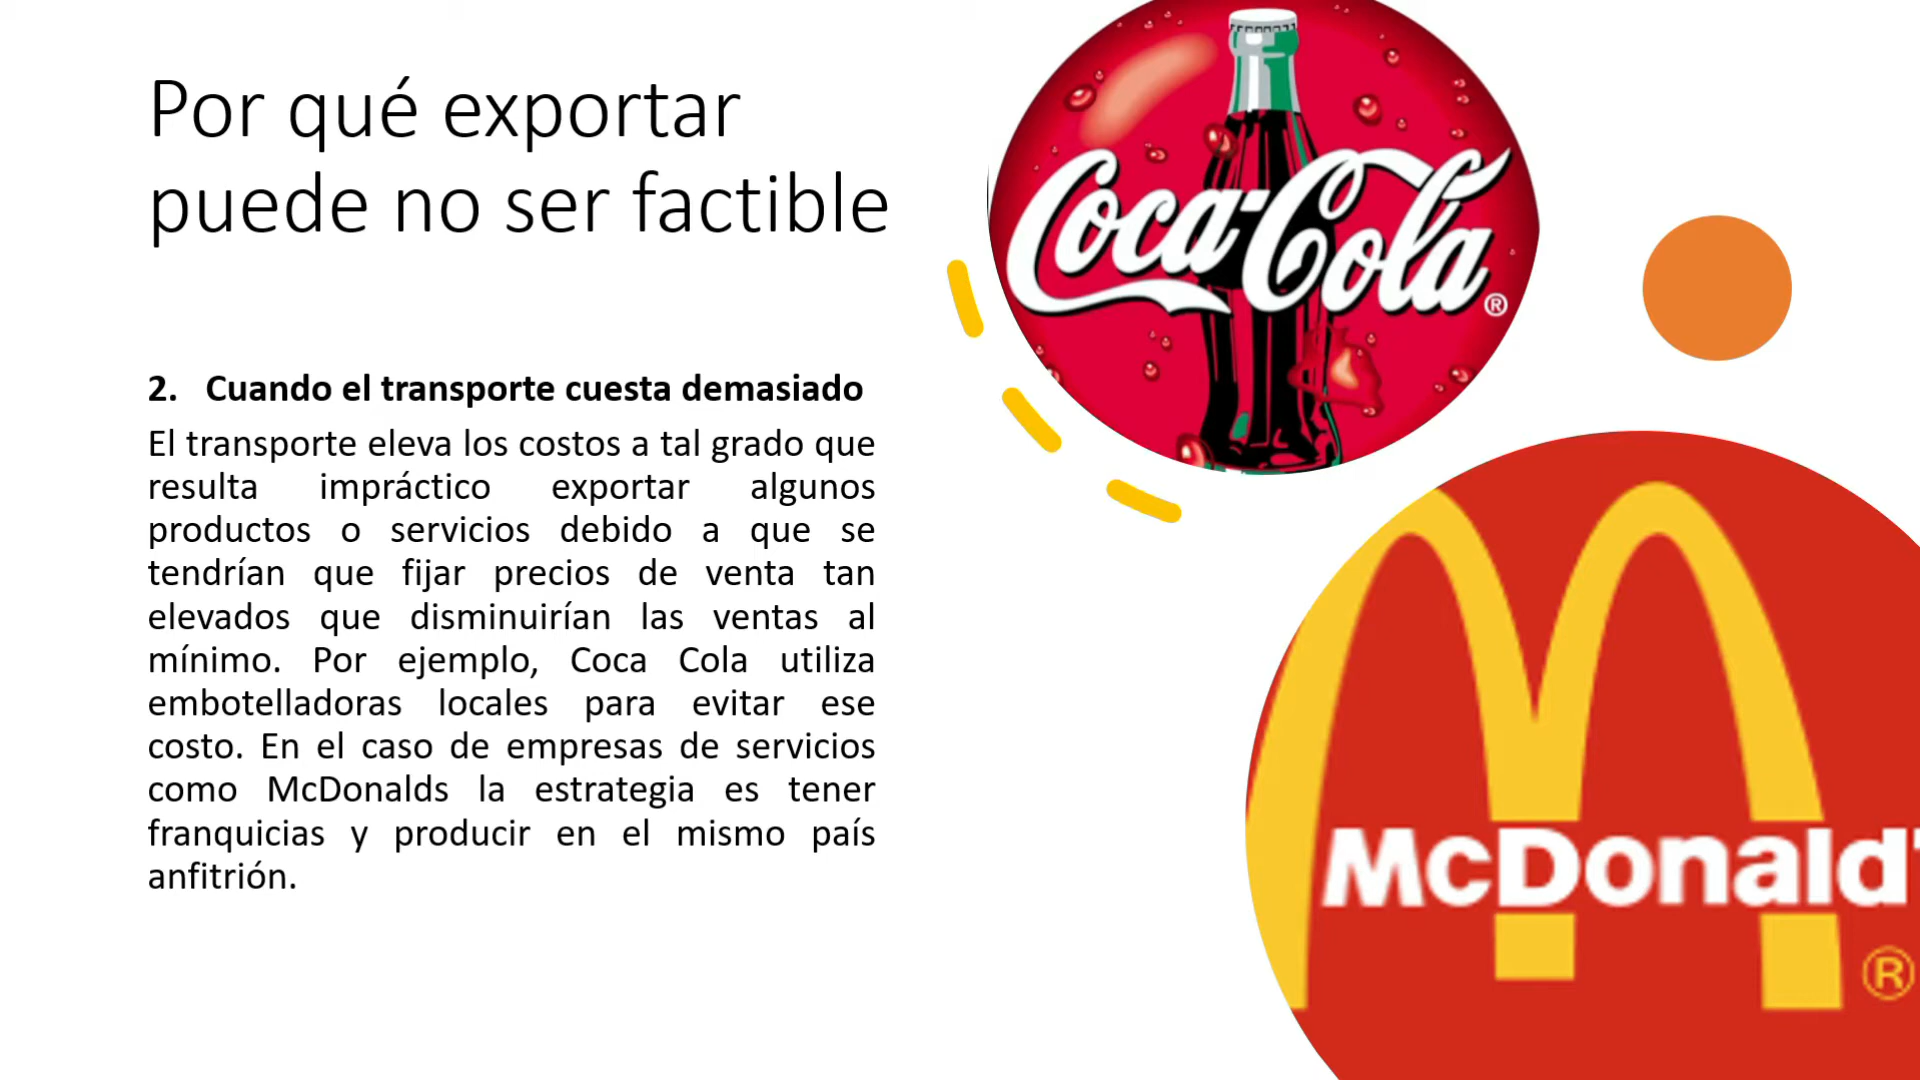 Por qué exportar
puede no ser factible
2. Cuando el transporte cuesta demasiado
El transporte eleva los costos a tal grado que
resulta impráctico exportar algunos
productos o servicios debido a que se
tendrían que fijar precios de venta tan
elevados que disminuirían las ventas al
mínimo. Por ejemplo, Coca Cola utiliza
embotelladoras locales para evitar ese
costo. En el caso de empresas de servicios
como McDonalds la estrategia es tener
franquicias y producir en el mismo país
anfitrión.
Coca-Cola
®
McDonald'
®